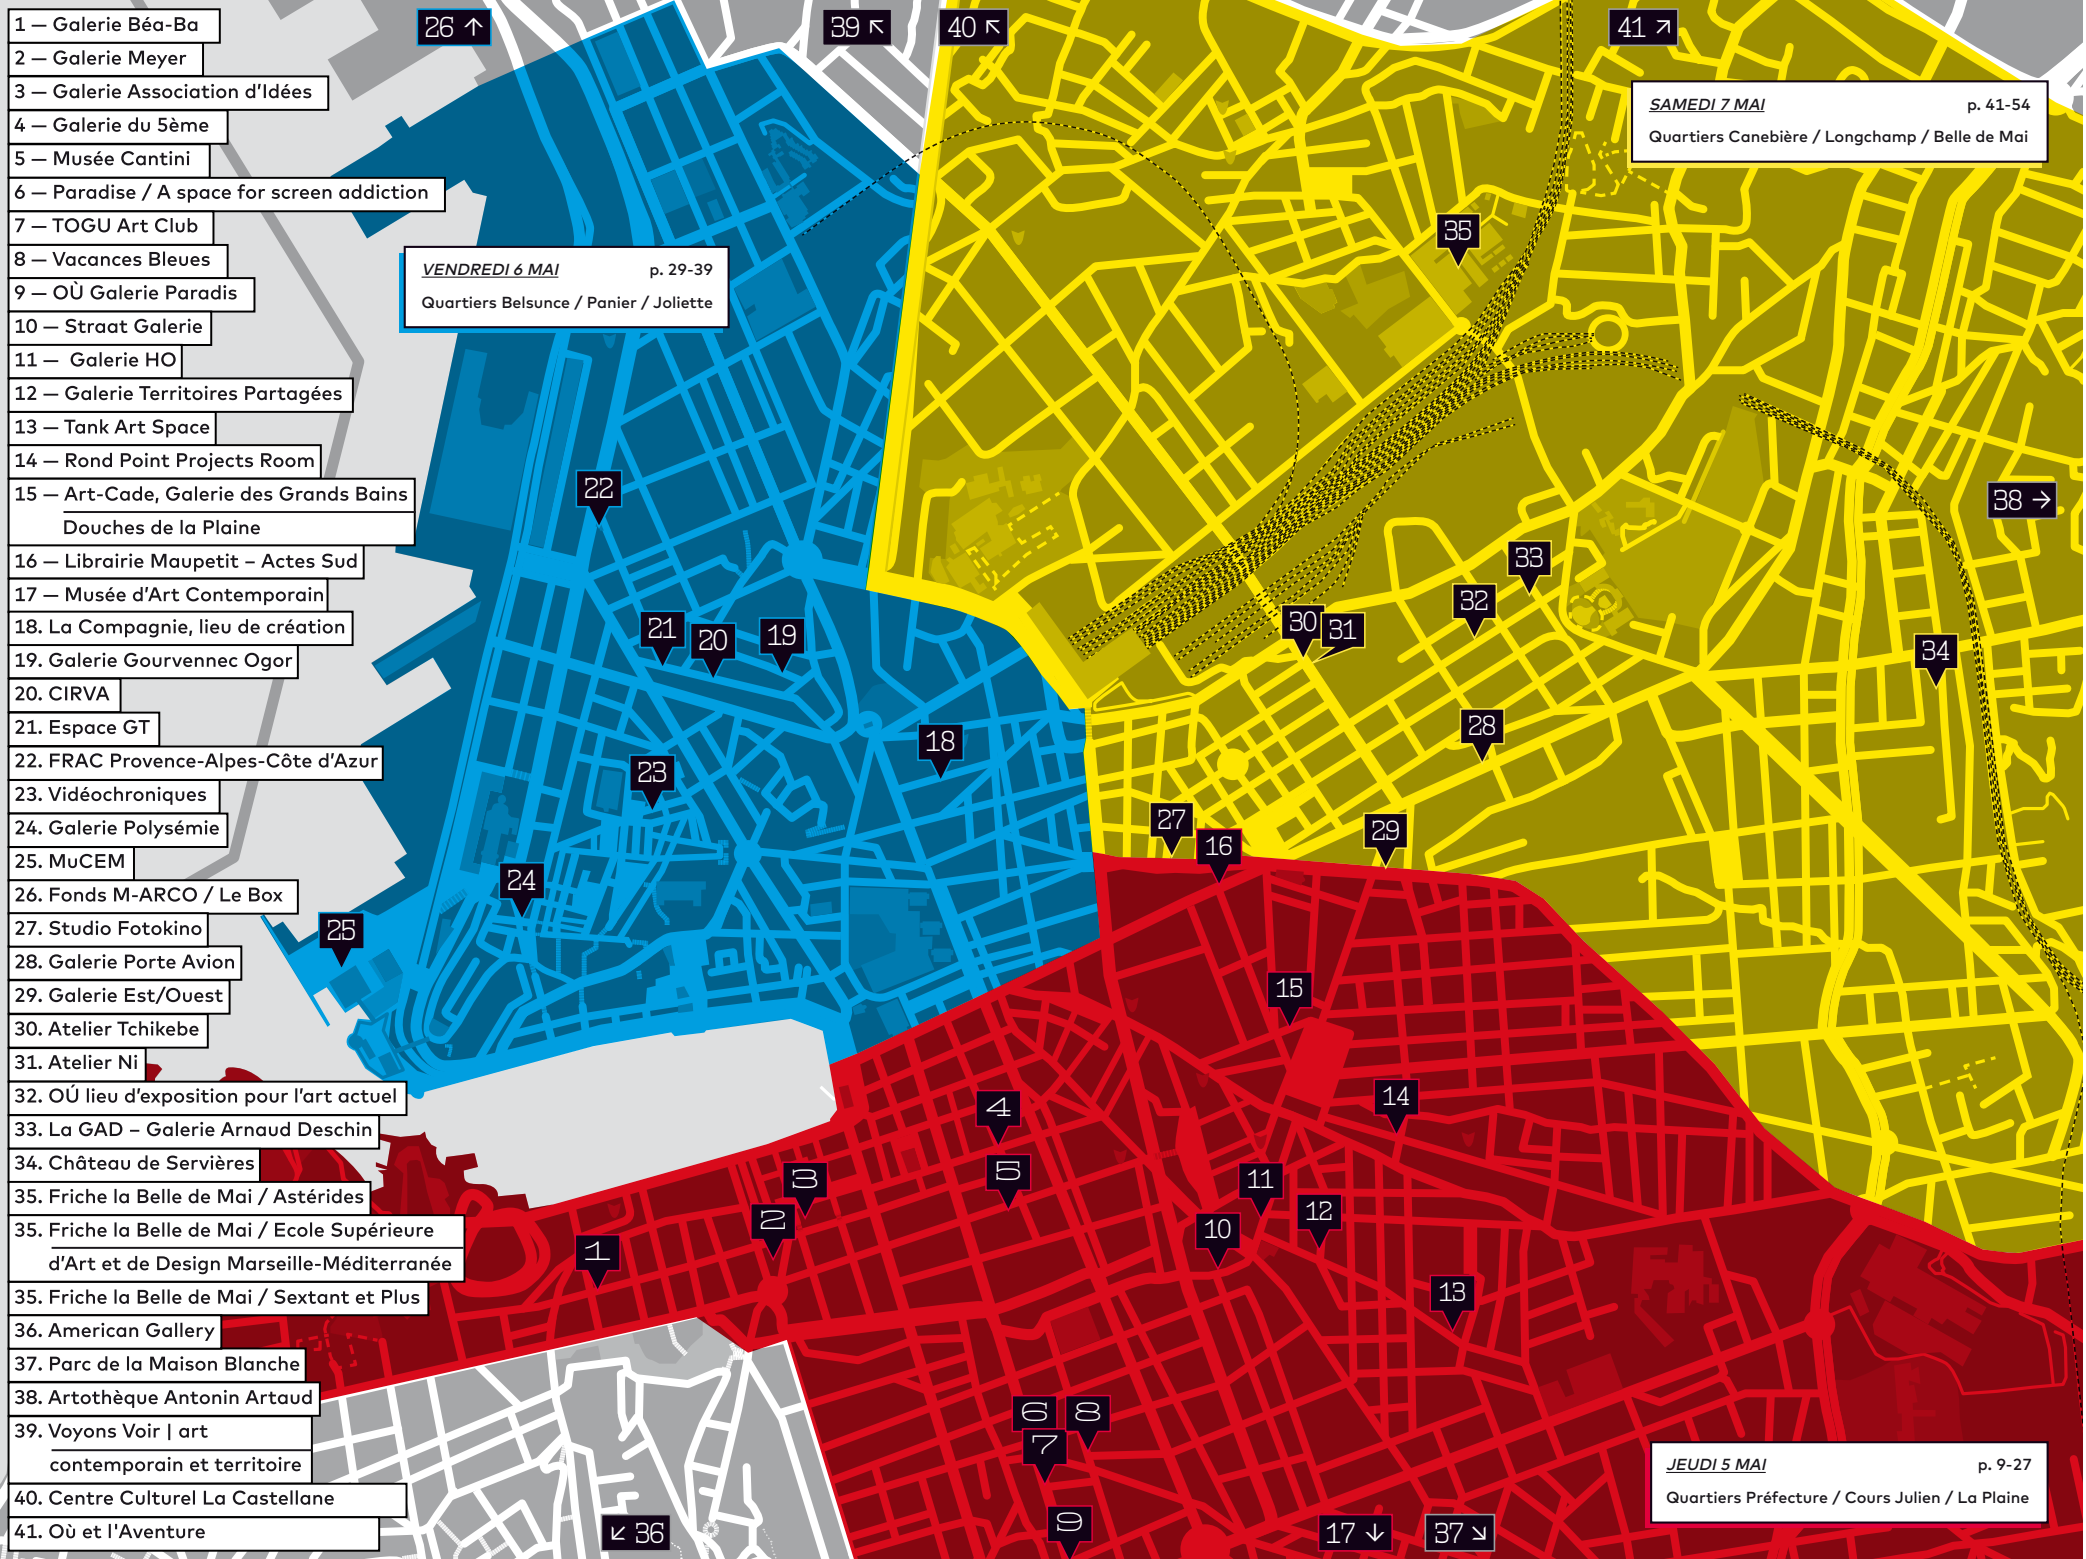 1 — Galerie Béa-Ba
2 — Galerie Meyer
3 — Galerie Association d'Idées
4 — Galerie du 5ème
5 — Musée Cantini
6 — Paradise / A space for screen addiction
7 — TOGU Art Club
8 — Vacances Bleues
9 — OÙ Galerie Paradis
10 — Straat Galerie
11 — Galerie HO
12 — Galerie Territoires Partagées
13 — Tank Art Space
14 — Rond Point Projects Room
15 — Art-Cade, Galerie des Grands Bains
Douches de la Plaine
16 — Librairie Maupetit – Actes Sud
17 — Musée d'Art Contemporain
18. La Compagnie, lieu de création
19. Galerie Gourvennec Ogor
20. CIRVA
21. Espace GT
22. FRAC Provence-Alpes-Côte d'Azur
23. Vidéochroniques
24. Galerie Polysémie
25. MuCEM
26. Fonds M-ARCO / Le Box
27. Studio Fotokino
28. Galerie Porte Avion
29. Galerie Est/Ouest
30. Atelier Tchikebe
31. Atelier Ni
32. OÚ lieu d'exposition pour l'art actuel
33. La GAD – Galerie Arnaud Deschin
34. Château de Servières
35. Friche la Belle de Mai / Astérides
35. Friche la Belle de Mai / Ecole Supérieure
d'Art et de Design Marseille-Méditerranée
35. Friche la Belle de Mai / Sextant et Plus
36. American Gallery
37. Parc de la Maison Blanche
38. Artothèque Antonin Artaud
39. Voyons Voir | art
contemporain et territoire
40. Centre Culturel La Castellane
41. Où et l'Aventure
26 ↑
39 ↖
40 ↖
41 ↗
SAMEDI 7 MAI p. 41-54
Quartiers Canebière / Longchamp / Belle de Mai
VENDREDI 6 MAI p. 29-39
Quartiers Belsunce / Panier / Joliette
35
22
38 →
33
32
30
31
21
20
19
34
28
18
23
27
29
16
24
25
15
14
4
5
3
11
12
2
10
1
13
6
8
7
9
JEUDI 5 MAI p. 9-27
Quartiers Préfecture / Cours Julien / La Plaine
↙ 36
17 ↓
37 ↘